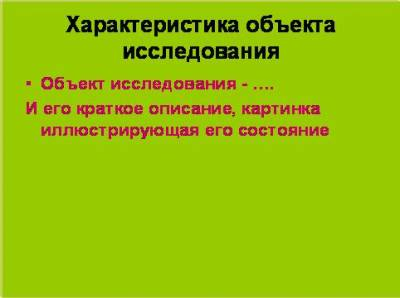 Характеристика объекта
исследования
• Объект исследования - ....
И его краткое описание, картинка
иллюстрирующая его состояние